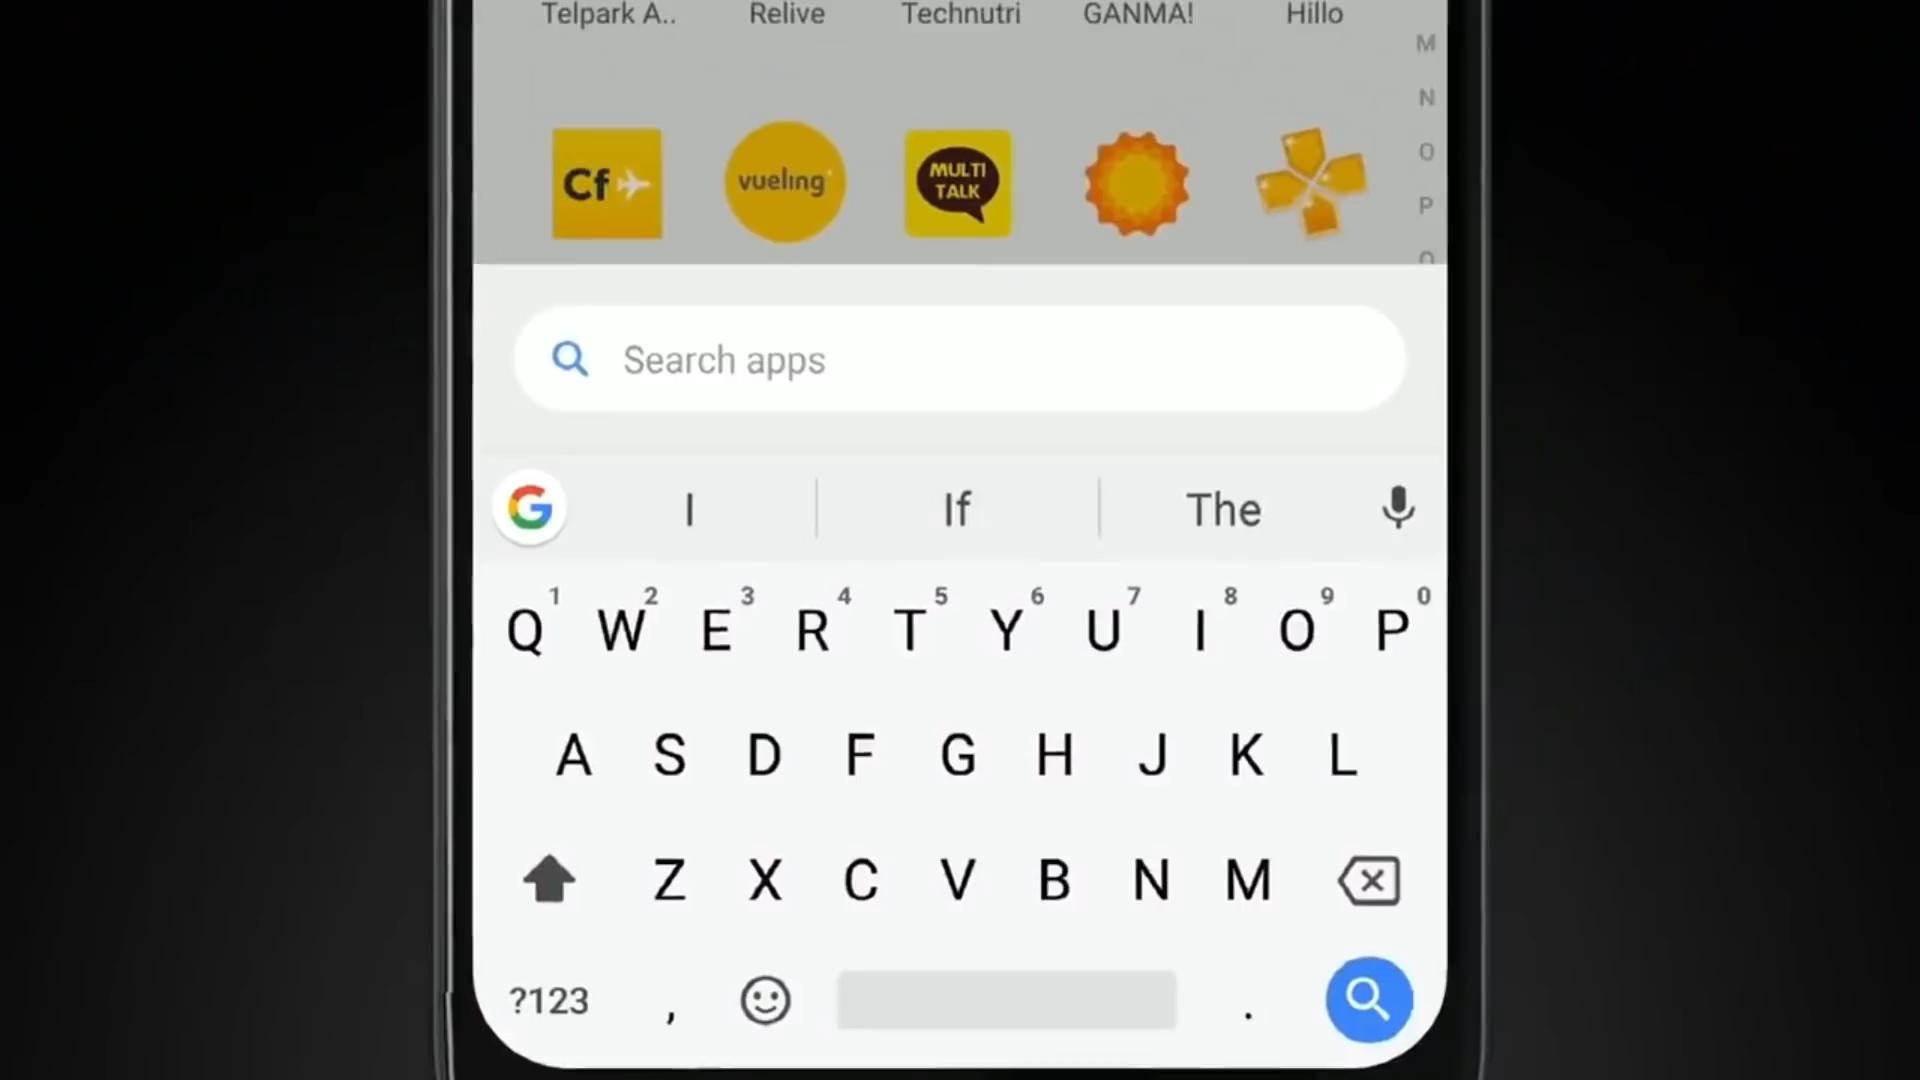 Telpark A.. Relive Technutri GANMA! Hillo
M
N
O
P
Cf vueling MULTI TALK
Search apps
G I If The
1 2 3 4 5 6 7 8 9 0
Q W E R T Y U I O P
A S D F G H J K L
Z X C V B N M
?123 , .